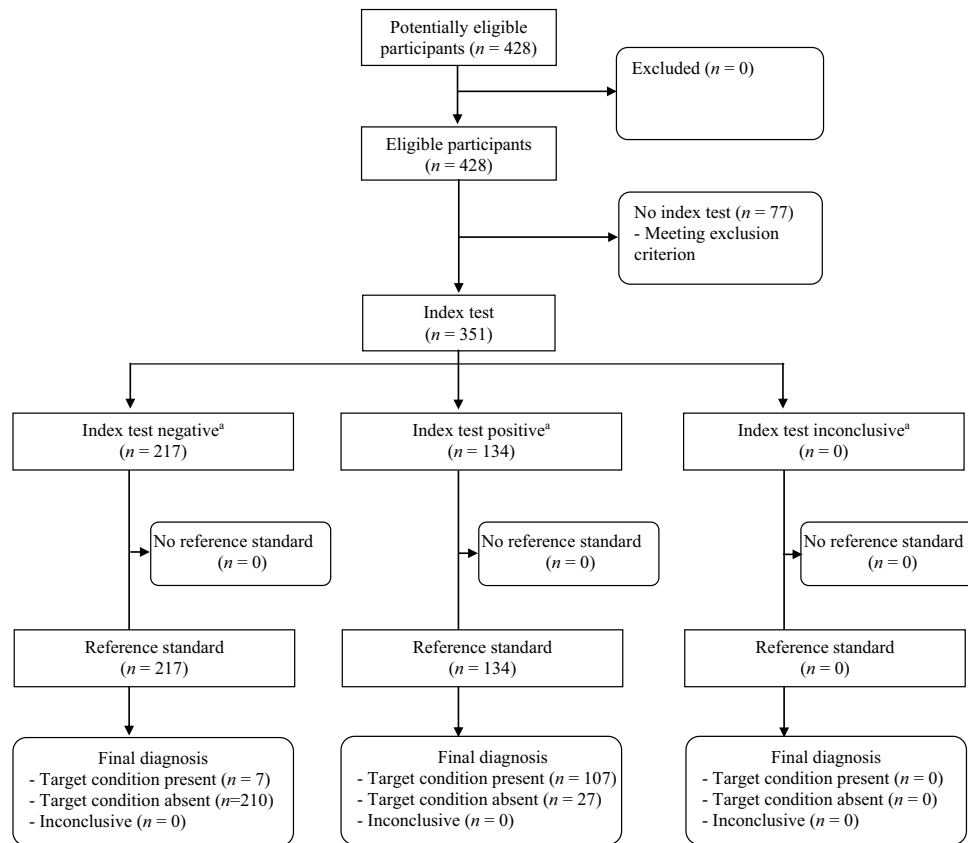 Potentially eligible
participants (n = 428)
Excluded (n = 0)
Eligible participants
(n = 428)
No index test (n = 77)
- Meeting exclusion
criterion
Index test
(n = 351)
Index test negativeᵃ
(n = 217)
Index test positiveᵃ
(n = 134)
Index test inconclusiveᵃ
(n = 0)
No reference standard
(n = 0)
No reference standard
(n = 0)
No reference standard
(n = 0)
Reference standard
(n = 217)
Reference standard
(n = 134)
Reference standard
(n = 0)
Final diagnosis
- Target condition present (n = 7)
- Target condition absent (n=210)
- Inconclusive (n = 0)
Final diagnosis
- Target condition present (n = 107)
- Target condition absent (n = 27)
- Inconclusive (n = 0)
Final diagnosis
- Target condition present (n = 0)
- Target condition absent (n = 0)
- Inconclusive (n = 0)